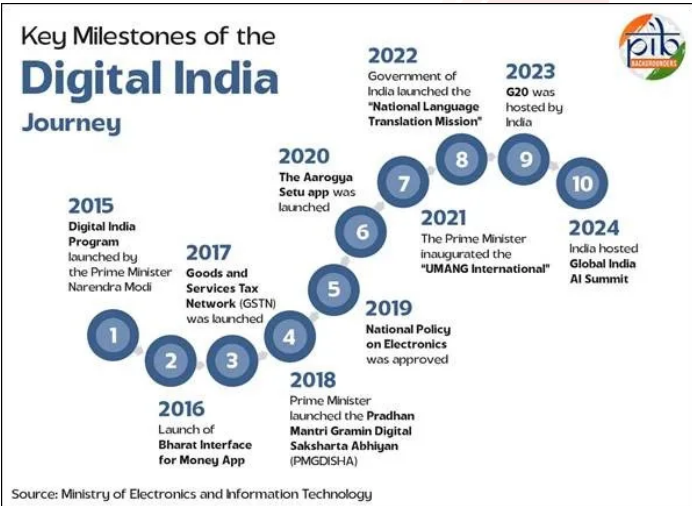 Key Milestones of the
Digital India
Journey
पिब
BACKGROUNDERS
2015
Digital India
Program
launched by
the Prime Minister
Narendra Modi
1
2
2016
Launch of
Bharat Interface
for Money App
2017
Goods and
Services Tax
Network (GSTN)
was launched
3
4
2018
Prime Minister
launched the Pradhan
Mantri Gramin Digital
Saksharta Abhiyan
(PMGDISHA)
5
2019
National Policy
on Electronics
was approved
2020
The Aarogya
Setu app was
launched
6
7
2021
The Prime Minister
inaugurated the
"UMANG International"
2022
Government of
India launched the
"National Language
Translation Mission"
8
2023
G20 was
hosted by
India
9
10
2024
India hosted
Global India
AI Summit
Source: Ministry of Electronics and Information Technology